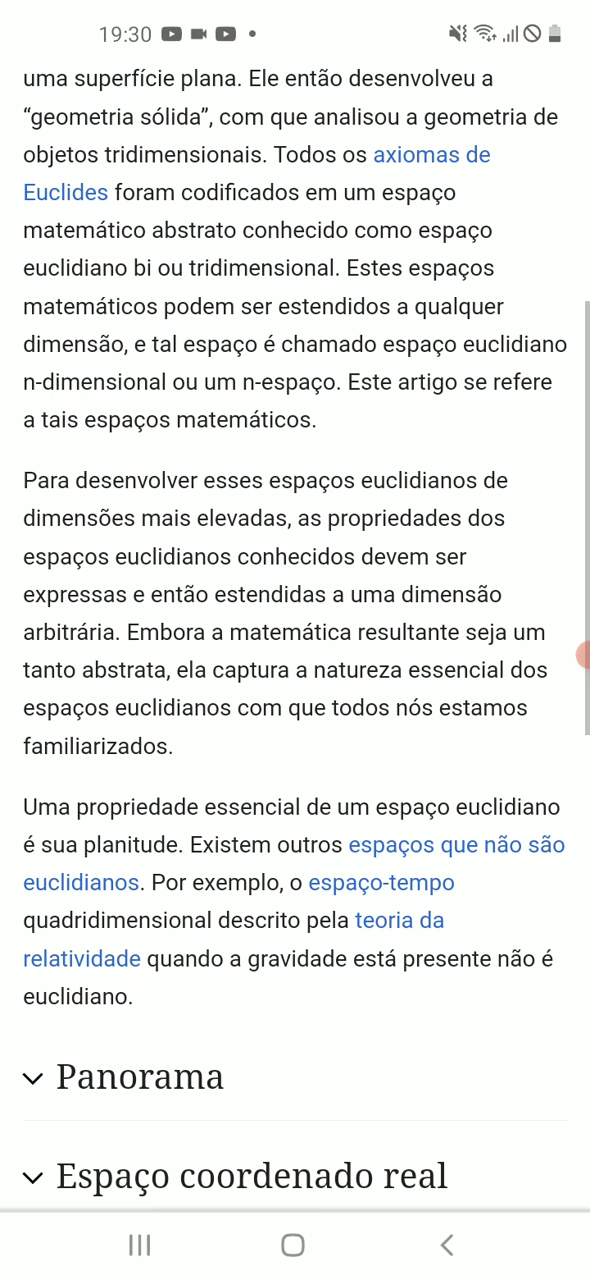 19:30
uma superfície plana. Ele então desenvolveu a
“geometria sólida”, com que analisou a geometria de
objetos tridimensionais. Todos os axiomas de
Euclides foram codificados em um espaço
matemático abstrato conhecido como espaço
euclidiano bi ou tridimensional. Estes espaços
matemáticos podem ser estendidos a qualquer
dimensão, e tal espaço é chamado espaço euclidiano
n-dimensional ou um n-espaço. Este artigo se refere
a tais espaços matemáticos.
Para desenvolver esses espaços euclidianos de
dimensões mais elevadas, as propriedades dos
espaços euclidianos conhecidos devem ser
expressas e então estendidas a uma dimensão
arbitrária. Embora a matemática resultante seja um
tanto abstrata, ela captura a natureza essencial dos
espaços euclidianos com que todos nós estamos
familiarizados.
Uma propriedade essencial de um espaço euclidiano
é sua planitude. Existem outros espaços que não são
euclidianos. Por exemplo, o espaço-tempo
quadridimensional descrito pela teoria da
relatividade quando a gravidade está presente não é
euclidiano.
Panorama
Espaço coordenado real